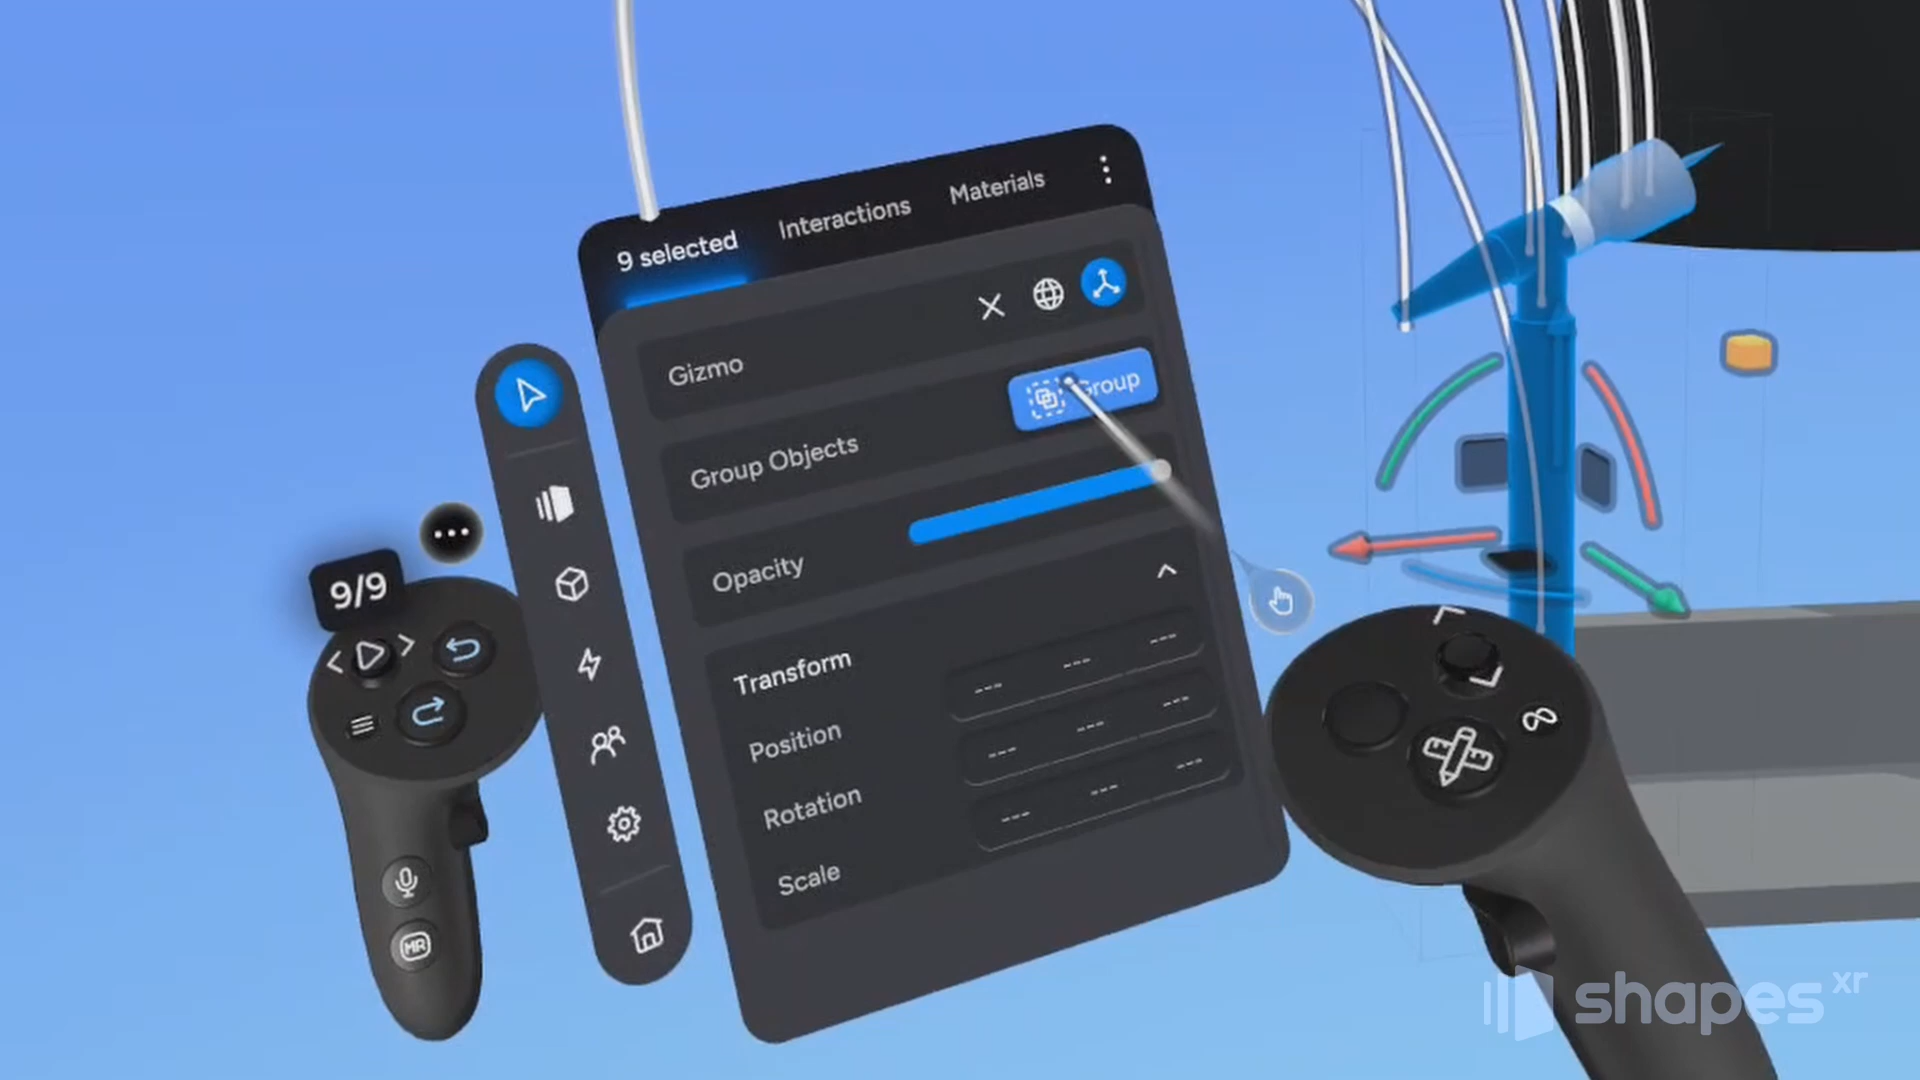 9 selected
Interactions
Materials
Gizmo
Group Objects
Group
Opacity
Transform
Position
--- --- ---
Rotation
--- --- ---
Scale
--- --- ---
9/9
MR
shapes xr